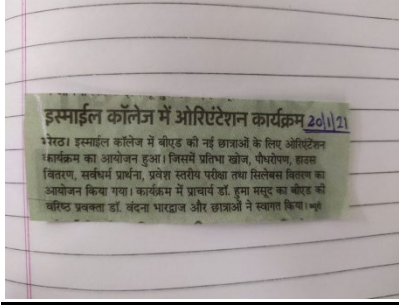 इस्माईल कॉलेज में ओरिएंटेशन कार्यक्रम 20/1/21
मेरठ। इस्माईल कॉलेज में बीएड की नई छात्राओं के लिए ओरिएंटेशन
कार्यक्रम का आयोजन हुआ। जिसमें प्रतिभा खोज, पौधरोपण, हाउस
वितरण, सर्वधर्म प्रार्थना, प्रवेश स्तरीय परीक्षा तथा सिलेबस वितरण का
आयोजन किया गया। कार्यक्रम में प्राचार्य डॉ. हुमा मसूद का बीएड की
वरिष्ठ प्रवक्ता डॉ. वंदना भारद्वाज और छात्राओं ने स्वागत किया। ब्यूरो